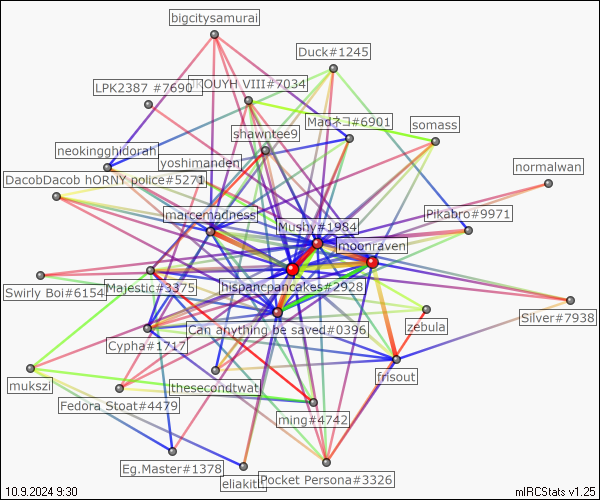 bigcitysamurai
Duck#1245
LPK2387 #7690
KOUYH VIII#7034
Madネコ#6901
somass
shawntee9
neokingghidorah
yoshimanden
normalwan
DacobDacob hORNY police#5271
marcemadness
Pikabro#9971
Mushy#1984
moonraven
hispancpancakes#2928
Swirly Boi#6154
Majestic#3375
Silver#7938
Can anything be saved#0396
zebula
Cypha#1717
frisout
mukszi
thesecondtwat
Fedora Stoat#4479
ming#4742
Eg.Master#1378
eliakith
Pocket Persona#3326
10.9.2024 9:30
mIRCStats v1.25